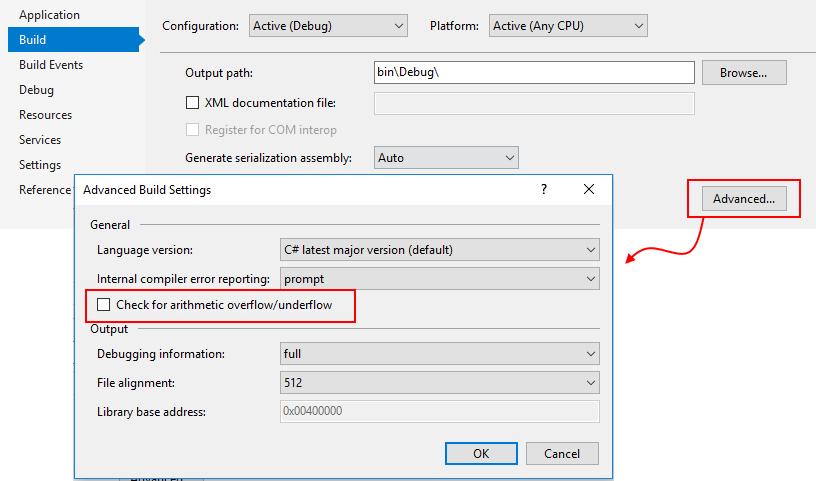 Application
Build
Build Events
Debug
Resources
Services
Settings
Reference
Configuration: Active (Debug) Platform: Active (Any CPU)
Output path: bin\Debug\ Browse...
XML documentation file:
Register for COM interop
Generate serialization assembly: Auto
Advanced...
Advanced Build Settings ?
General
Language version: C# latest major version (default)
Internal compiler error reporting: prompt
Check for arithmetic overflow/underflow
Output
Debugging information: full
File alignment: 512
Library base address: 0x00400000
OK Cancel